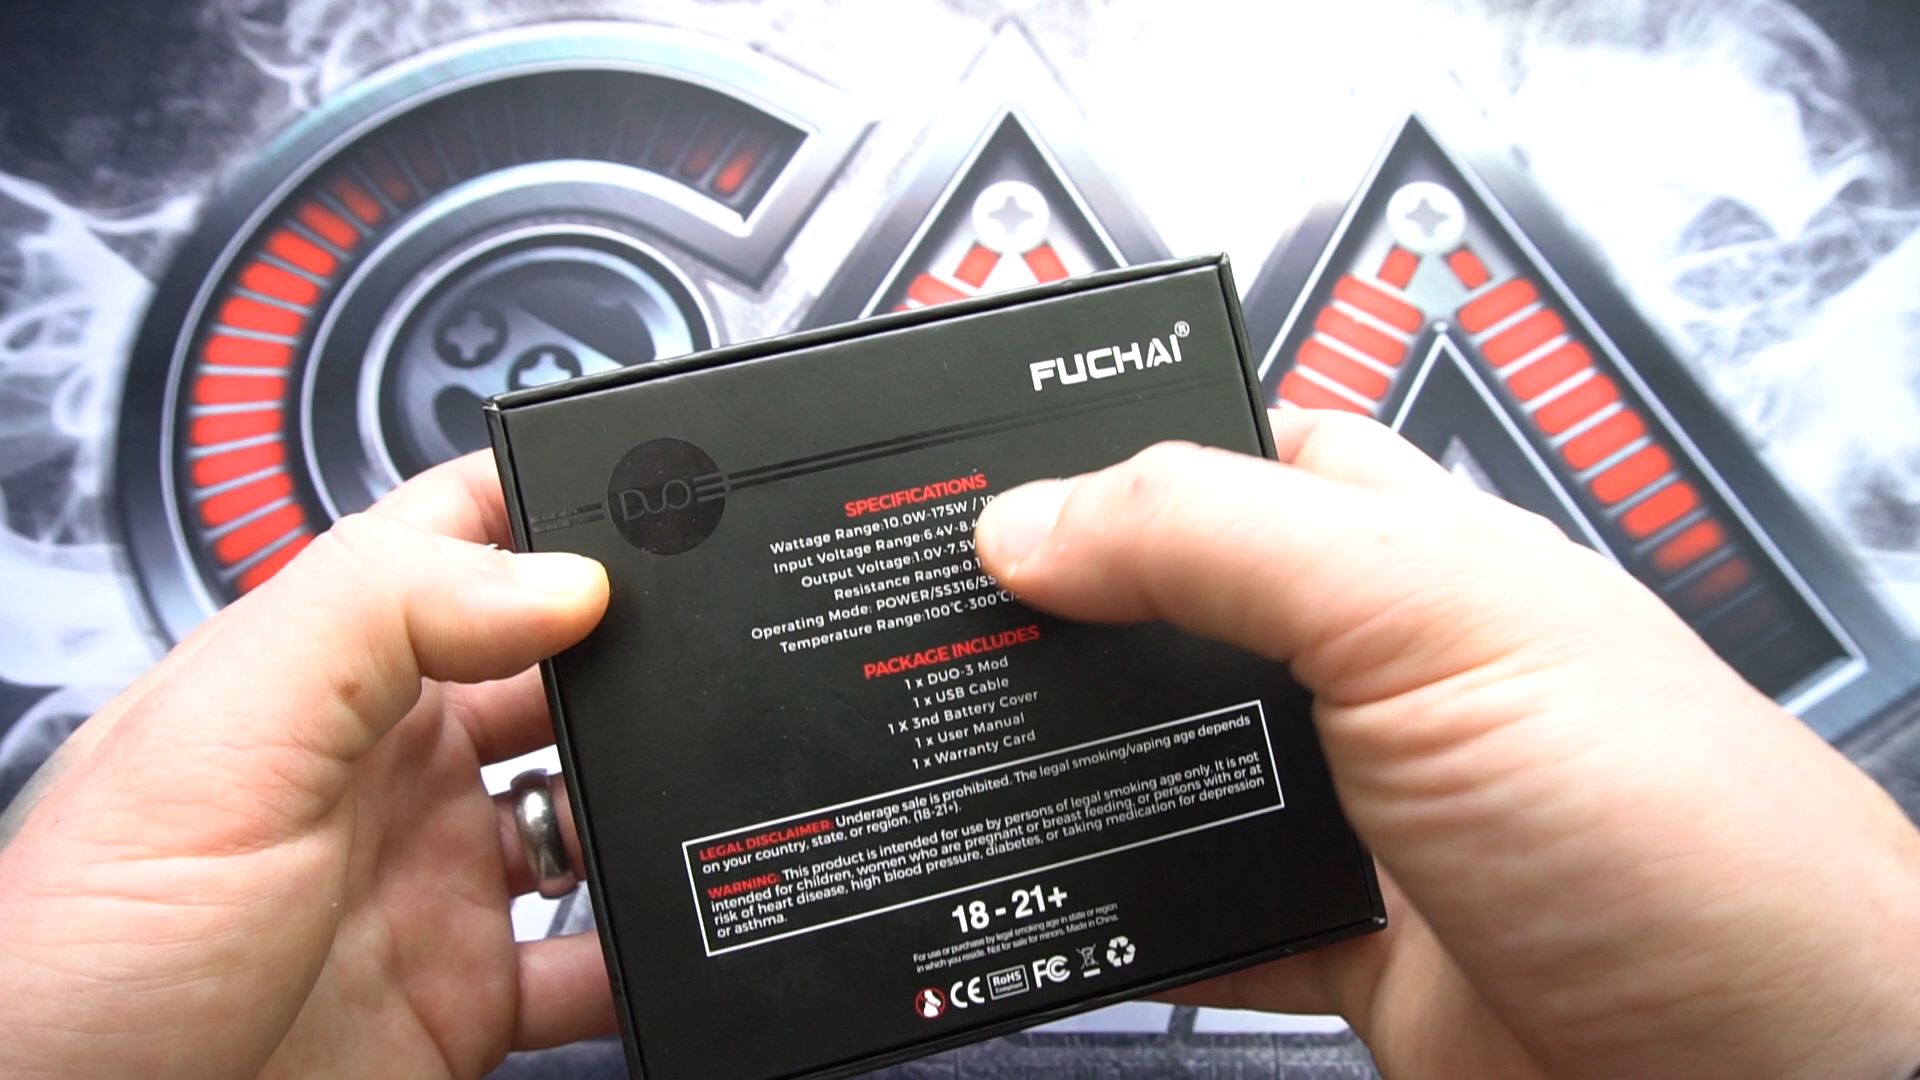 FUCHAI®
DUO
SPECIFICATIONS
Wattage Range:10.0W-175W /
Input Voltage Range:6.4V-8.4
Output Voltage:1.0V-7.5V
Resistance Range:0.1
Operating Mode: POWER/SS316/
Temperature Range:100℃-300℃/
PACKAGE INCLUDES
1 x DUO-3 Mod
1 x USB Cable
1 X 3nd Battery Cover
1 x User Manual
1 x Warranty Card
LEGAL DISCLAIMER: Underage sale is prohibited. The legal smoking/vaping age depends
on your country, state, or region. (18-21+).
WARNING: This product is intended for use by persons of legal smoking age only. It is not
intended for children, women who are pregnant or breast feeding, or persons with or at
risk of heart disease, high blood pressure, diabetes, or taking medication for depression
or asthma.
18 - 21+
For use or purchase by legal smoking age in state or region
in which you reside. Not for sale for minors. Made in China.
CE RoHS FC
Compliant